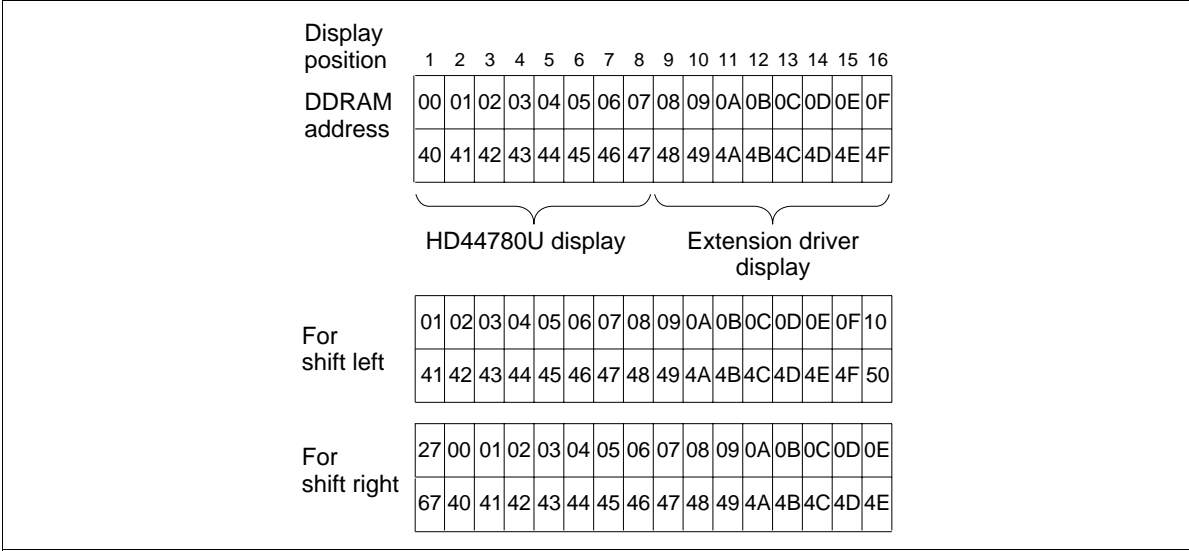 Display
position 1 2 3 4 5 6 7 8 9 10 11 12 13 14 15 16
DDRAM
address
00 01 02 03 04 05 06 07 08 09 0A 0B 0C 0D 0E 0F
40 41 42 43 44 45 46 47 48 49 4A 4B 4C 4D 4E 4F
HD44780U display
Extension driver
display
For
shift left
01 02 03 04 05 06 07 08 09 0A 0B 0C 0D 0E 0F 10
41 42 43 44 45 46 47 48 49 4A 4B 4C 4D 4E 4F 50
For
shift right
27 00 01 02 03 04 05 06 07 08 09 0A 0B 0C 0D 0E
67 40 41 42 43 44 45 46 47 48 49 4A 4B 4C 4D 4E